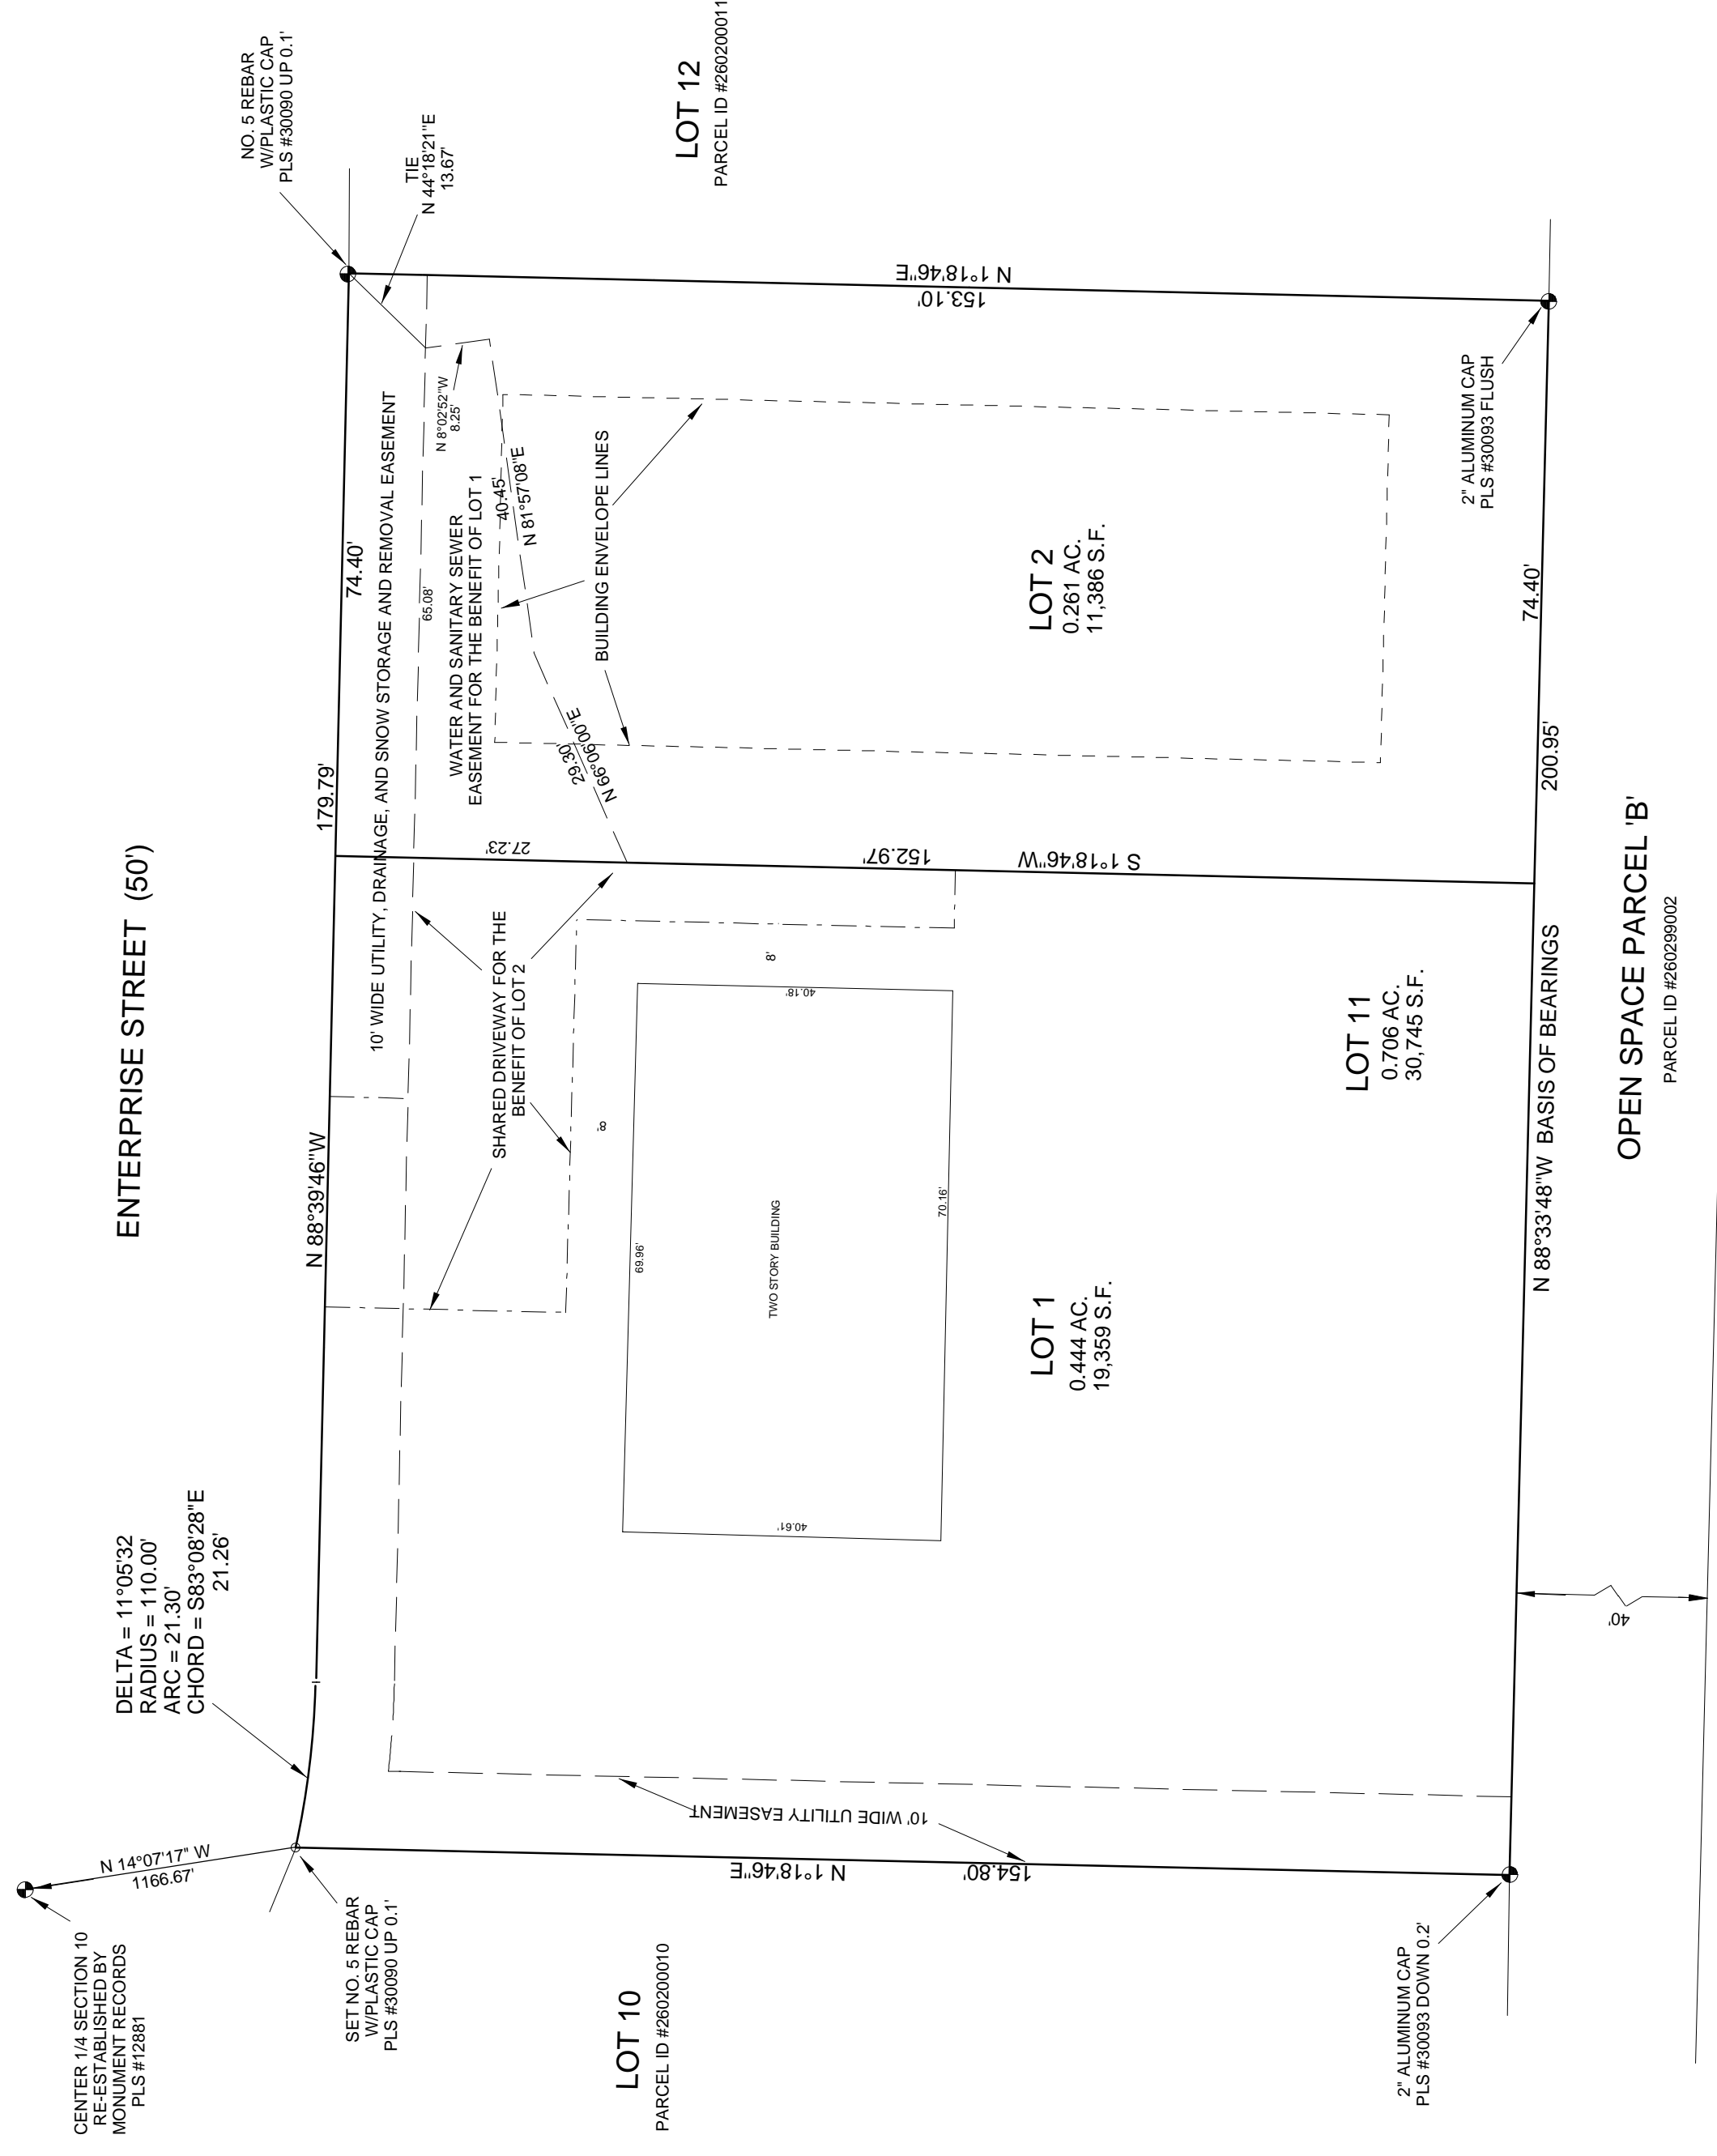 CENTER 1/4 SECTION 10
RE-ESTABLISHED BY
MONUMENT RECORDS
PLS #12881
N 14°07'17" W
1166.67'
DELTA = 11°05'32
RADIUS = 110.00'
ARC = 21.30'
CHORD = S83°08'28"E
21.26'
ENTERPRISE STREET (50')
NO. 5 REBAR
W/PLASTIC CAP
PLS #30090 UP 0.1'
SET NO. 5 REBAR
W/PLASTIC CAP
PLS #30090 UP 0.1'
N 88°39'46"W
179.79'
74.40'
TIE
N 44°18'21"E
13.67'
10' WIDE UTILITY, DRAINAGE, AND SNOW STORAGE AND REMOVAL EASEMENT
65.08'
N 8°02'52"W
8.25'
WATER AND SANITARY SEWER
EASEMENT FOR THE BENEFIT OF LOT 1
40.45'
N 81°57'08"E
27.23'
29.30'
N 66°06'00"E
SHARED DRIVEWAY FOR THE
BENEFIT OF LOT 2
BUILDING ENVELOPE LINES
8'
8'
69.96'
40.18'
TWO STORY BUILDING
40.61'
70.16'
LOT 10
PARCEL ID #260200010
LOT 12
PARCEL ID #260200011
N 1°18'46"E
154.80'
10' WIDE UTILITY EASEMENT
152.97'
S 1°18'46"W
N 1°18'46"E
153.10'
LOT 1
0.444 AC.
19,359 S.F.
LOT 2
0.261 AC.
11,386 S.F.
LOT 11
0.706 AC.
30,745 S.F.
2" ALUMINUM CAP
PLS #30093 DOWN 0.2'
2" ALUMINUM CAP
PLS #30093 FLUSH
74.40'
N 88°33'48"W BASIS OF BEARINGS
200.95'
40'
OPEN SPACE PARCEL 'B'
PARCEL ID #260299002